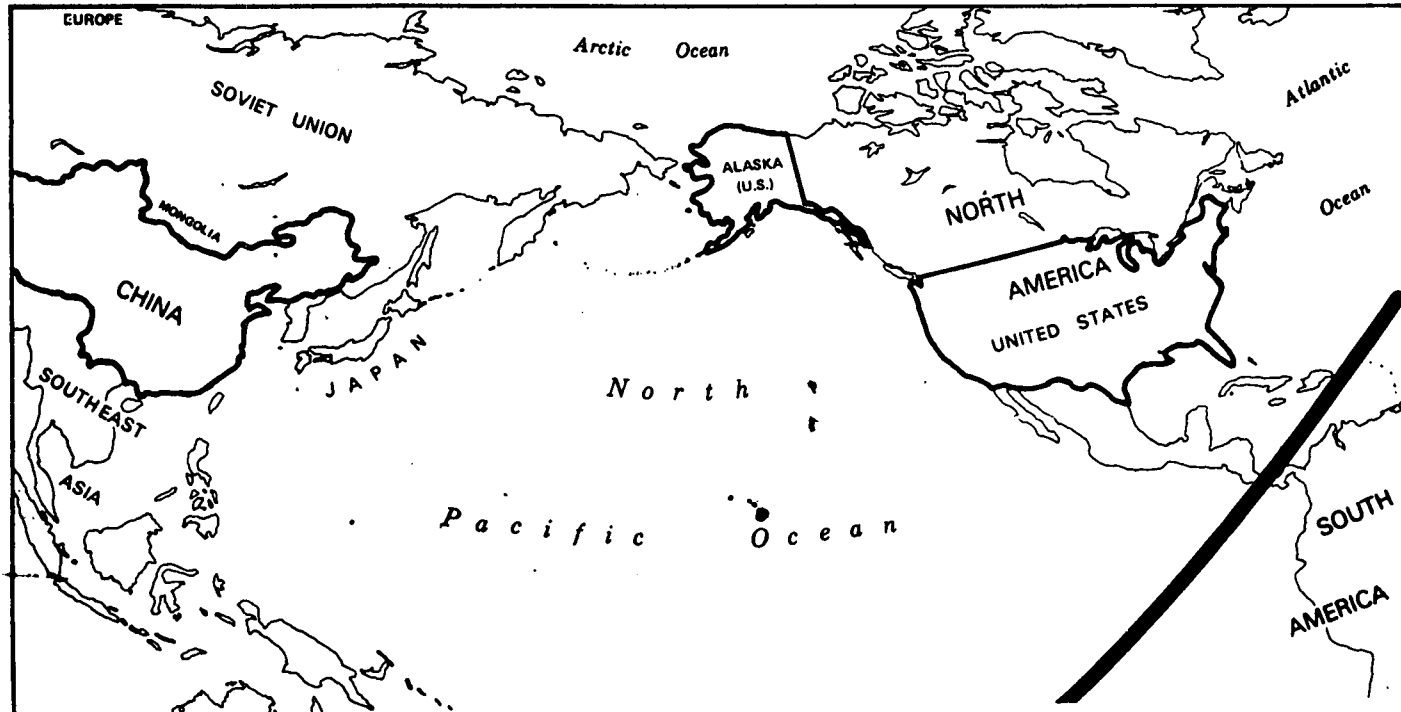 EUROPE
Arctic Ocean
Atlantic
Ocean
SOVIET UNION
ALASKA
(U.S.)
MONGOLIA
NORTH
AMERICA
CHINA
UNITED STATES
JAPAN
SOUTHEAST
ASIA
North
Pacific Ocean
SOUTH
AMERICA